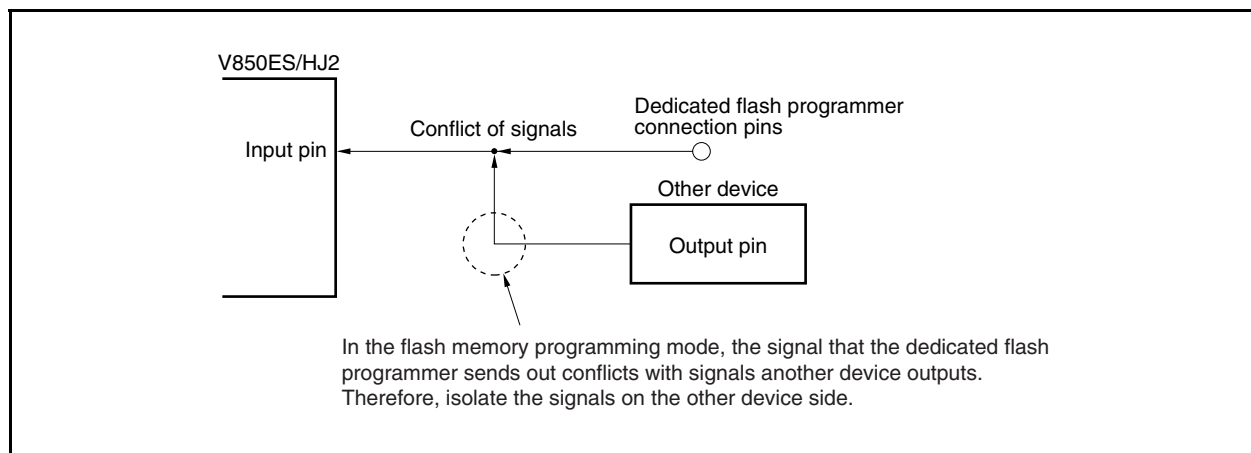 V850ES/HJ2
Input pin
Conflict of signals
Dedicated flash programmer
connection pins
Other device
Output pin
In the flash memory programming mode, the signal that the dedicated flash
programmer sends out conflicts with signals another device outputs.
Therefore, isolate the signals on the other device side.